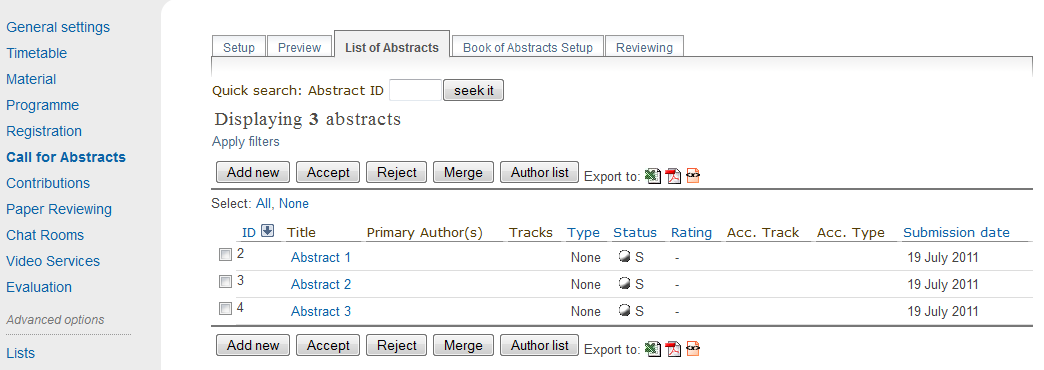 General settings
Timetable
Material
Programme
Registration
Call for Abstracts
Contributions
Paper Reviewing
Chat Rooms
Video Services
Evaluation
Advanced options
Lists
Setup Preview List of Abstracts Book of Abstracts Setup Reviewing
Quick search: Abstract ID seek it
Displaying 3 abstracts
Apply filters
Add new Accept Reject Merge Author list Export to:
Select: All, None
ID Title Primary Author(s) Tracks Type Status Rating Acc. Track Acc. Type Submission date
2 Abstract 1 None S - 19 July 2011
3 Abstract 2 None S - 19 July 2011
4 Abstract 3 None S - 19 July 2011
Add new Accept Reject Merge Author list Export to: